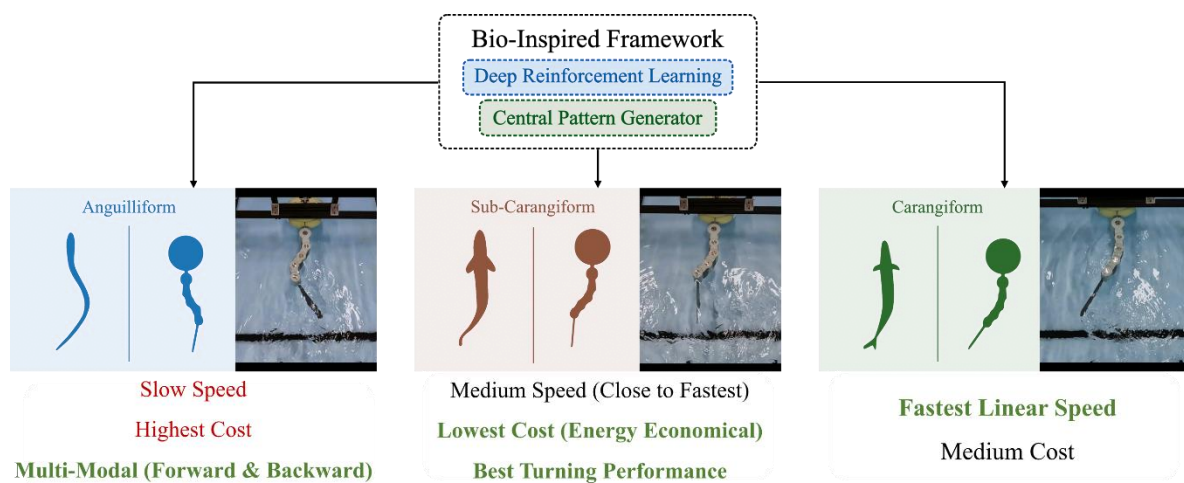 Bio-Inspired Framework
Deep Reinforcement Learning
Central Pattern Generator
Anguilliform
Slow Speed
Highest Cost
Multi-Modal (Forward & Backward)
Sub-Carangiform
Medium Speed (Close to Fastest)
Lowest Cost (Energy Economical)
Best Turning Performance
Carangiform
Fastest Linear Speed
Medium Cost